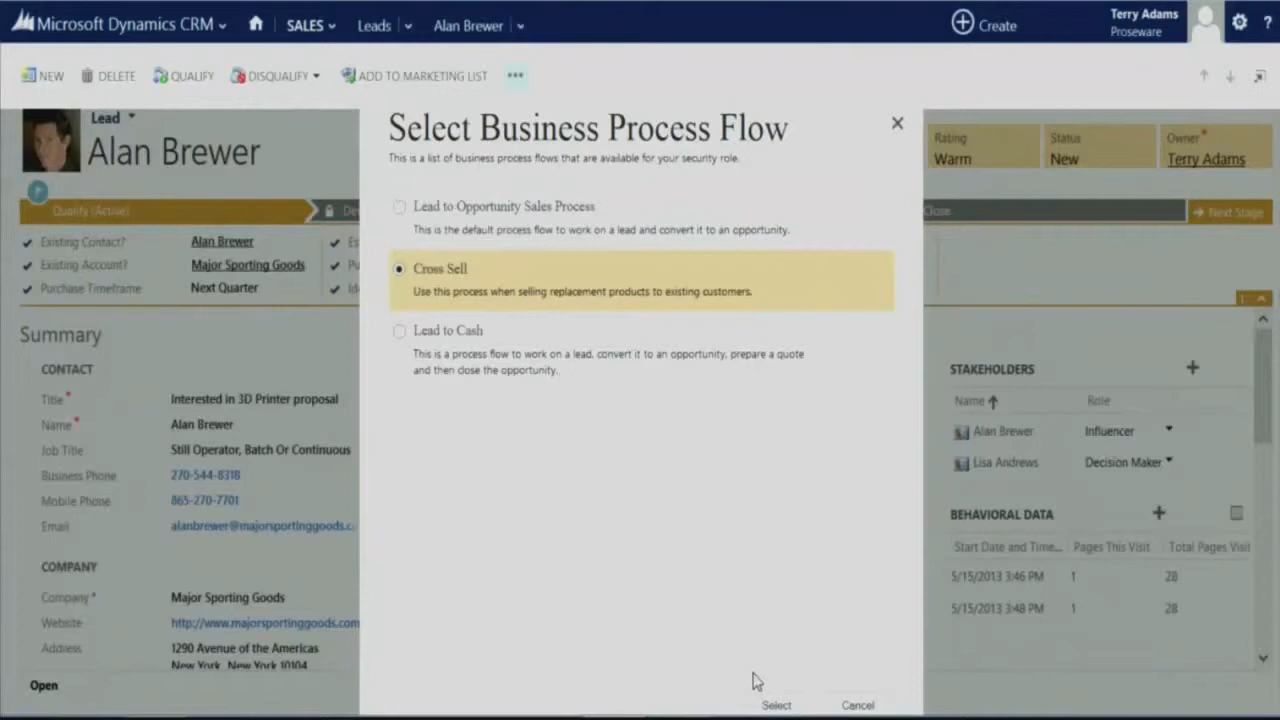 Microsoft Dynamics CRM SALES Leads Alan Brewer Create Terry Adams
Proseware
?
NEW DELETE QUALIFY DISQUALIFY ADD TO MARKETING LIST •••
Lead
Alan Brewer
Rating Status Owner*
Warm New Terry Adams
Qualify (Active) De Close Next Stage
Existing Contact? Alan Brewer Es
Existing Account? Major Sporting Goods Pu
Purchase Timeframe Next Quarter Id
Select Business Process Flow
This is a list of business process flows that are available for your security role.
Lead to Opportunity Sales Process
This is the default process flow to work on a lead and convert it to an opportunity.
Cross Sell
Use this process when selling replacement products to existing customers.
Lead to Cash
This is a process flow to work on a lead, convert it to an opportunity, prepare a quote
and then close the opportunity.
Select Cancel
Summary
CONTACT
Title* Interested in 3D Printer proposal
Name* Alan Brewer
Job Title Still Operator, Batch Or Continuous
Business Phone 270-544-8318
Mobile Phone 865-270-7701
Email alanbrewer@majorsportinggoods.c
COMPANY
Company* Major Sporting Goods
Website http://www.majorsportinggoods.com
Address 1290 Avenue of the Americas
New York, New York 10104
Open
STAKEHOLDERS
Name Role
Alan Brewer Influencer
Lisa Andrews Decision Maker
BEHAVIORAL DATA
Start Date and Time... Pages This Visit Total Pages Visit
5/15/2013 3:46 PM 1 28
5/15/2013 3:48 PM 1 28